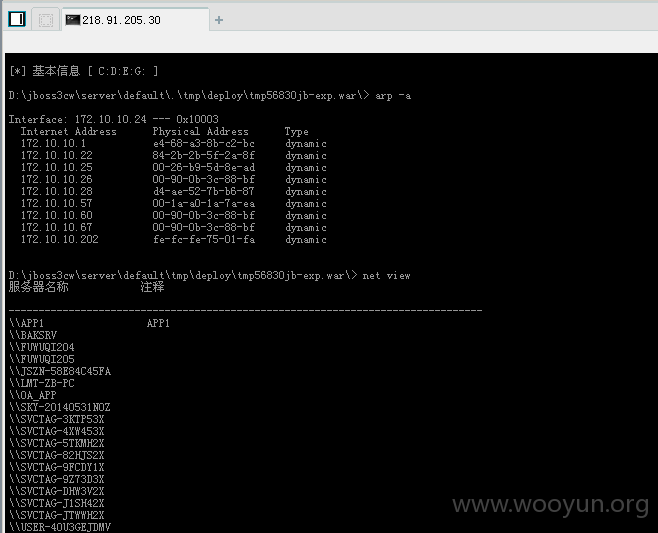 218.91.205.30
[*] 基本信息 [ C:D:E:G: ]
D:\jboss3cw\server\default\.\tmp\deploy\tmp56830jb-exp.war\> arp -a
Interface: 172.10.10.24 --- 0x10003
Internet Address Physical Address Type
172.10.10.1 e4-68-a3-8b-c2-bc dynamic
172.10.10.22 84-2b-2b-5f-2a-8f dynamic
172.10.10.25 00-26-b9-5d-8e-ad dynamic
172.10.10.26 00-90-0b-3c-88-bf dynamic
172.10.10.28 d4-ae-52-7b-b6-87 dynamic
172.10.10.57 00-1a-a0-1a-7a-ea dynamic
172.10.10.60 00-90-0b-3c-88-bf dynamic
172.10.10.67 00-90-0b-3c-88-bf dynamic
172.10.10.202 fe-fc-fe-75-01-fa dynamic
D:\jboss3cw\server\default\tmp\deploy\tmp56830jb-exp.war\> net view
服务器名称 注释
-------------------------------------------------------------------------------
\\APP1 APP1
\\BAKSRV
\\FUWUQI204
\\FUWUQI205
\\JSZN-58E84C45FA
\\LMT-ZB-PC
\\OA_APP
\\SKY-20140531NOZ
\\SVCTAG-3KTP53X
\\SVCTAG-4XW453X
\\SVCTAG-5TKMH2X
\\SVCTAG-82HJS2X
\\SVCTAG-9FCDY1X
\\SVCTAG-9Z73D3X
\\SVCTAG-DHW3V2X
\\SVCTAG-J1SH42X
\\SVCTAG-JTWWH2X
\\USER-40U3GEJDMV
www.wooyun.org